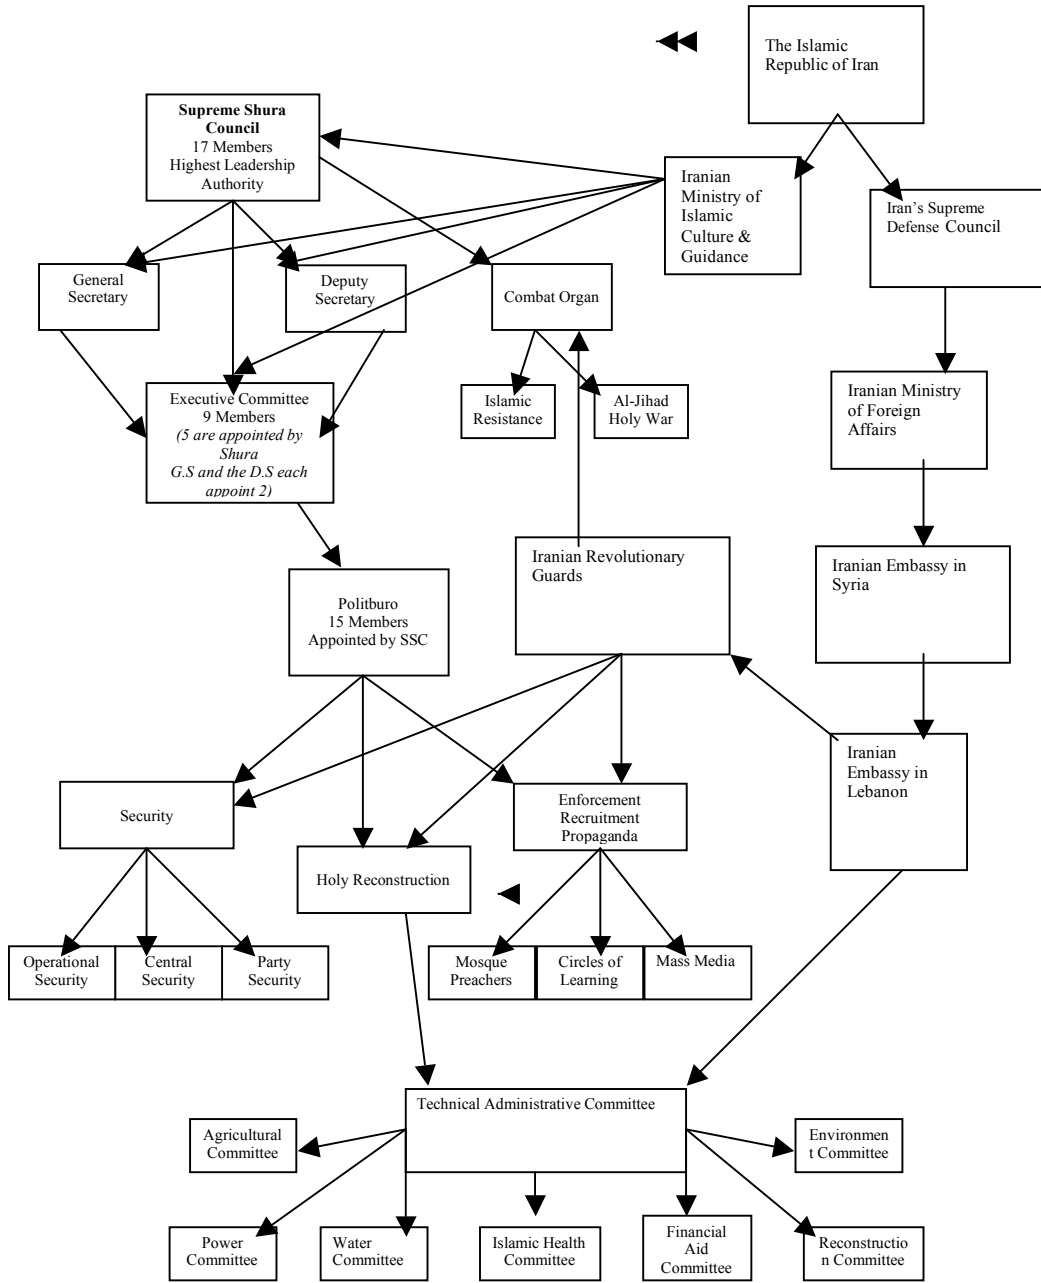 The Islamic
Republic of Iran
Supreme Shura
Council
17 Members
Highest Leadership
Authority
Iranian
Ministry of
Islamic
Culture &
Guidance
Iran's Supreme
Defense Council
General
Secretary
Deputy
Secretary
Combat Organ
Executive Committee
9 Members
(5 are appointed by
Shura
G.S and the D.S each
appoint 2)
Islamic
Resistance
Al-Jihad
Holy War
Iranian Ministry
of Foreign
Affairs
Iranian Revolutionary
Guards
Iranian Embassy in
Syria
Politburo
15 Members
Appointed by SSC
Iranian
Embassy in
Lebanon
Security
Enforcement
Recruitment
Propaganda
Holy Reconstruction
Operational
Security
Central
Security
Party
Security
Mosque
Preachers
Circles of
Learning
Mass Media
Technical Administrative Committee
Agricultural
Committee
Environmen
t Committee
Power
Committee
Water
Committee
Islamic Health
Committee
Financial
Aid
Committee
Reconstructio
n Committee